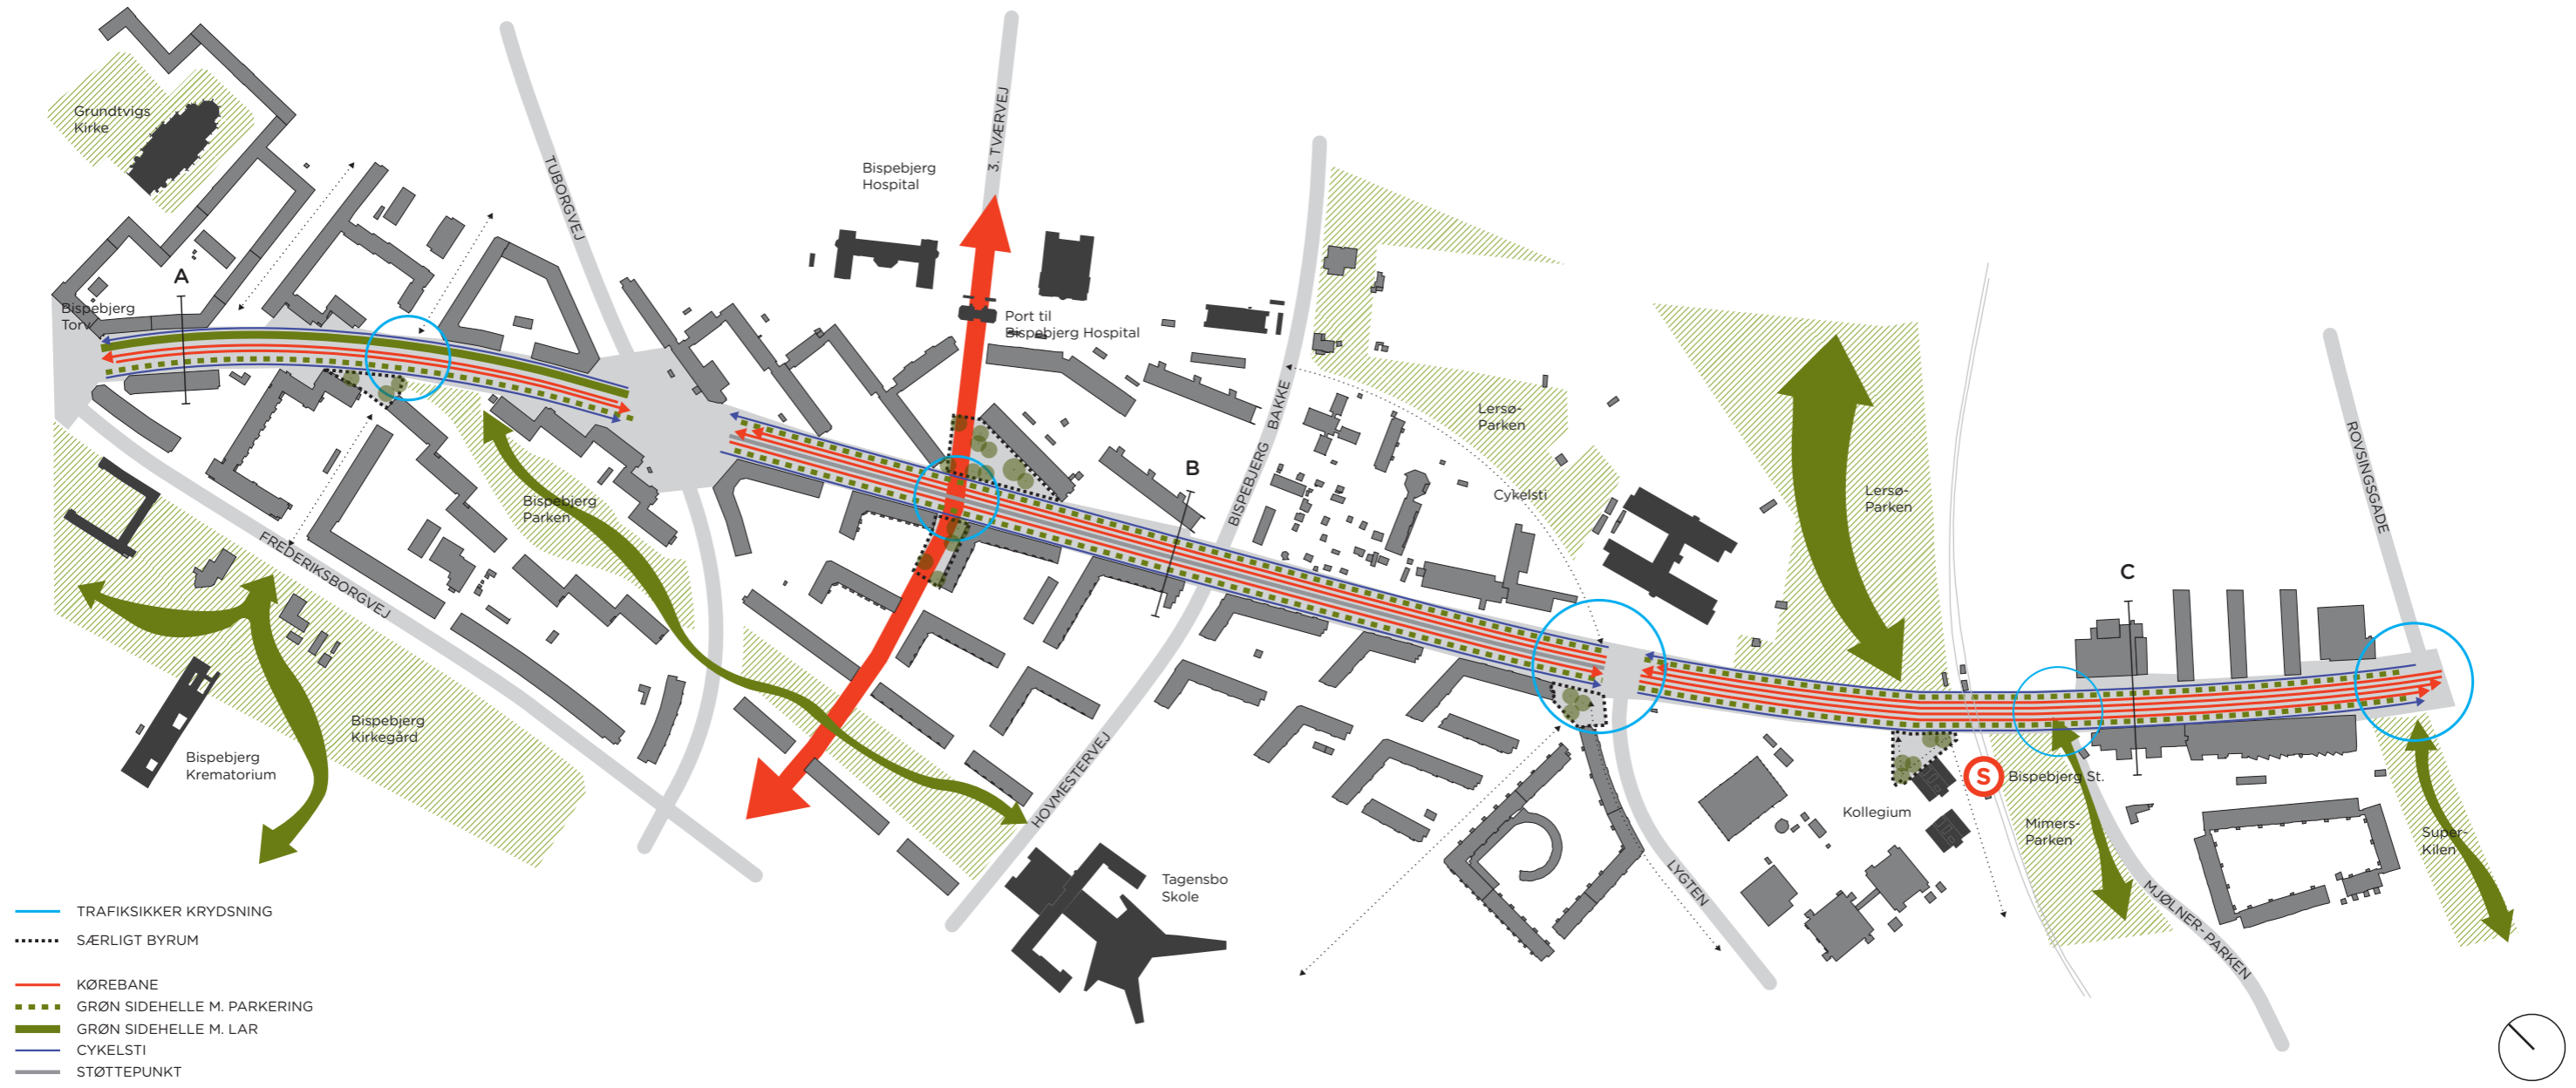 Grundtvigs
Kirke
TUBORGVEJ
3. TVÆRVEJ
Bispebjerg
Hospital
A
Bispebjerg
Torv
Port til
Bispebjerg Hospital
BISPEBJERG BAKKE
Lersø-
Parken
B
Cykelsti
Lersø-
Parken
ROVSINGSGADE
Bispebjerg
Parken
FREDERIKSBORGVEJ
C
Bispebjerg
Kirkegård
Bispebjerg
Krematorium
HOVMESTERVEJ
S
Bispebjerg St.
Kollegium
Mimers-
Parken
Super-
Kilen
Tagensbo
Skole
LYGTEN
MJØLNER- PARKEN
TRAFIKSIKKER KRYDSNING
SÆRLIGT BYRUM
KØREBANE
GRØN SIDEHELLE M. PARKERING
GRØN SIDEHELLE M. LAR
CYKELSTI
STØTTEPUNKT